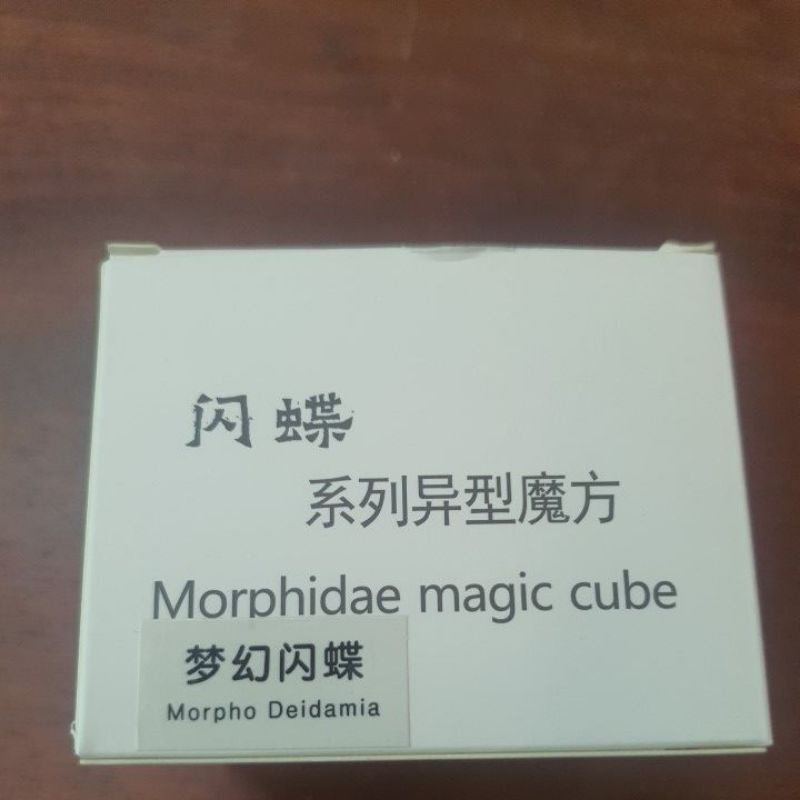 闪蝶
系列异型魔方
Morphidae magic cube
梦幻闪蝶
Morpho Deidamia